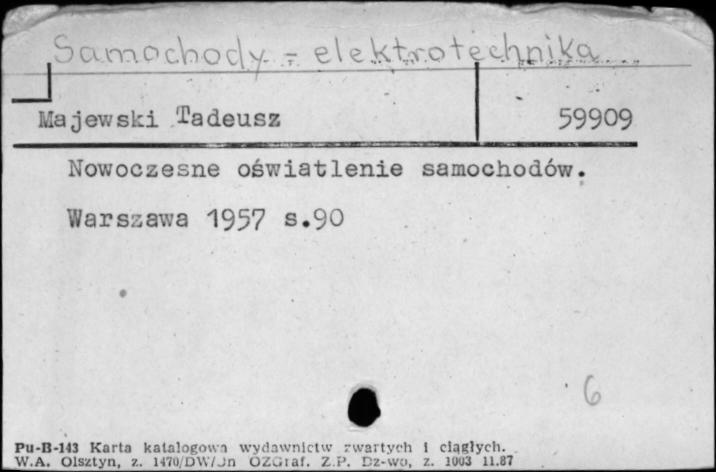 Samochody - elektrotechnika
Majewski Tadeusz 59909
Nowoczesne oświatlenie samochodów.
Warszawa 1957 s.90
6
Pu-B-143 Karta katalogowa wydawnictw zwartych i ciągłych.
W.A. Olsztyn, z. 1470/DW/Jn OZGraf. Z.P. Dz-wo, z. 1003 11.87